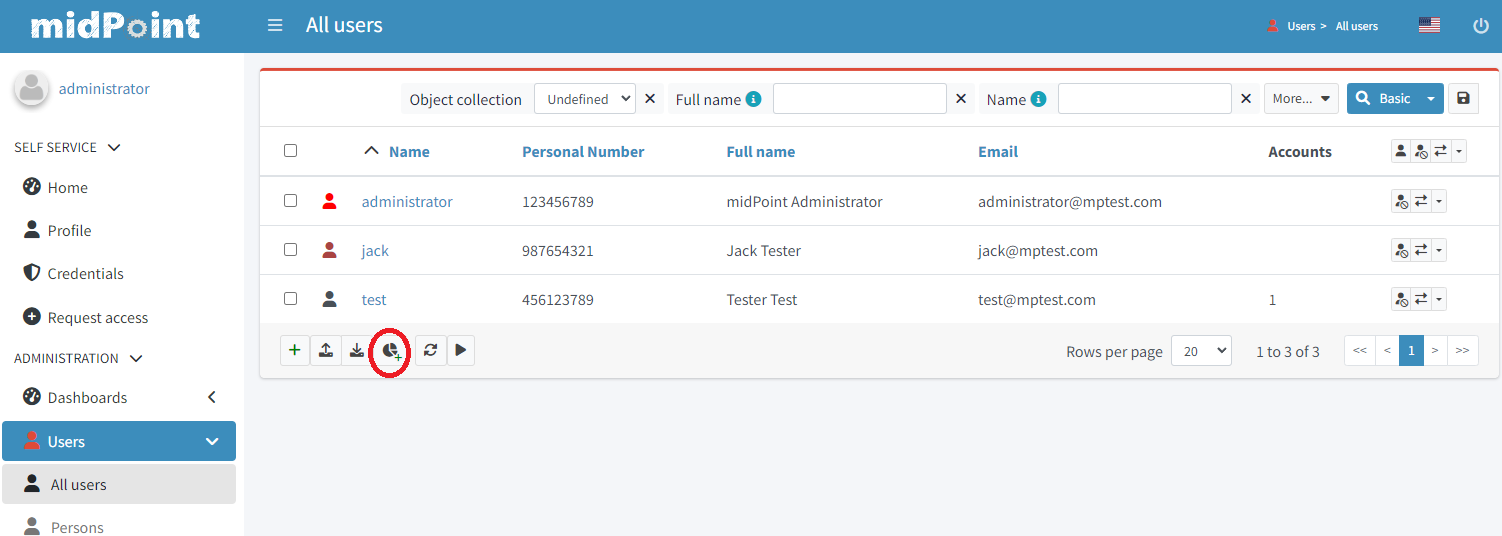 midPoint
All users
Users > All users
administrator
Object collection Undefined Full name Name More... Basic
SELF SERVICE
Name Personal Number Full name Email Accounts
Home
administrator 123456789 midPoint Administrator administrator@mptest.com
Profile
jack 987654321 Jack Tester jack@mptest.com
Credentials
test 456123789 Tester Test test@mptest.com 1
Request access
ADMINISTRATION
Rows per page 20 1 to 3 of 3 << < 1 > >>
Dashboards
Users
All users
Persons